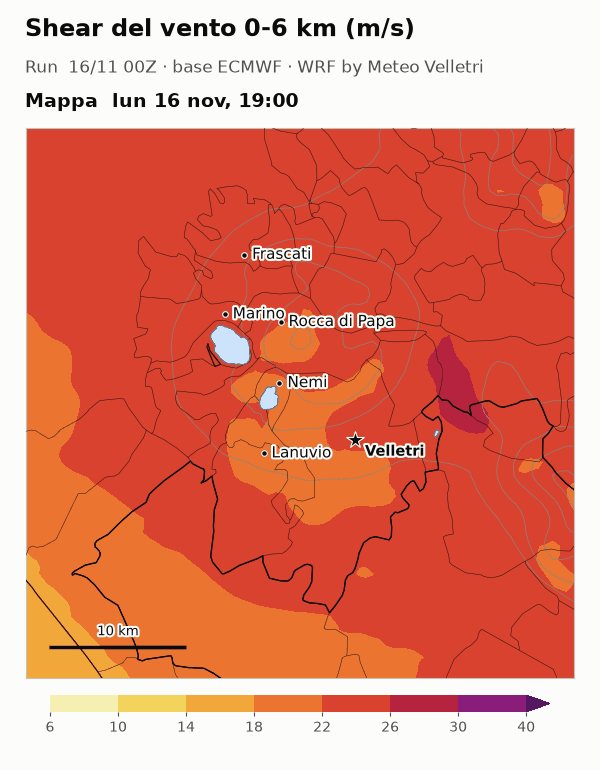 Shear del vento 0-6 km (m/s)
Run  16/11 00Z · base ECMWF · WRF by Meteo Velletri
Mappa  lun 16 nov, 19:00
Frascati
Marino
Rocca di Papa
Nemi
Lanuvio
Velletri
10 km
6 10 14 18 22 26 30 40